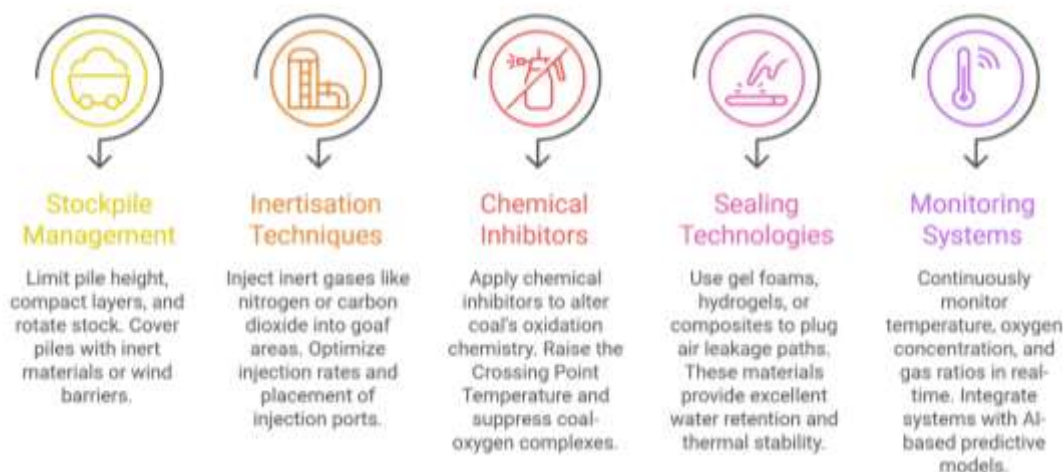 Stockpile
Management
Limit pile height,
compact layers, and
rotate stock. Cover
piles with inert
materials or wind
barriers.
Inertisation
Techniques
Inject inert gases like
nitrogen or carbon
dioxide into goaf
areas. Optimize
injection rates and
placement of
injection ports.
Chemical
Inhibitors
Apply chemical
inhibitors to alter
coal's oxidation
chemistry. Raise the
Crossing Point
Temperature and
suppress coal-
oxygen complexes.
Sealing
Technologies
Use gel foams,
hydrogels, or
composites to plug
air leakage paths.
These materials
provide excellent
water retention and
thermal stability.
Monitoring
Systems
Continuously
monitor
temperature, oxygen
concentration, and
gas ratios in real-
time. Integrate
systems with AI-
based predictive
models.